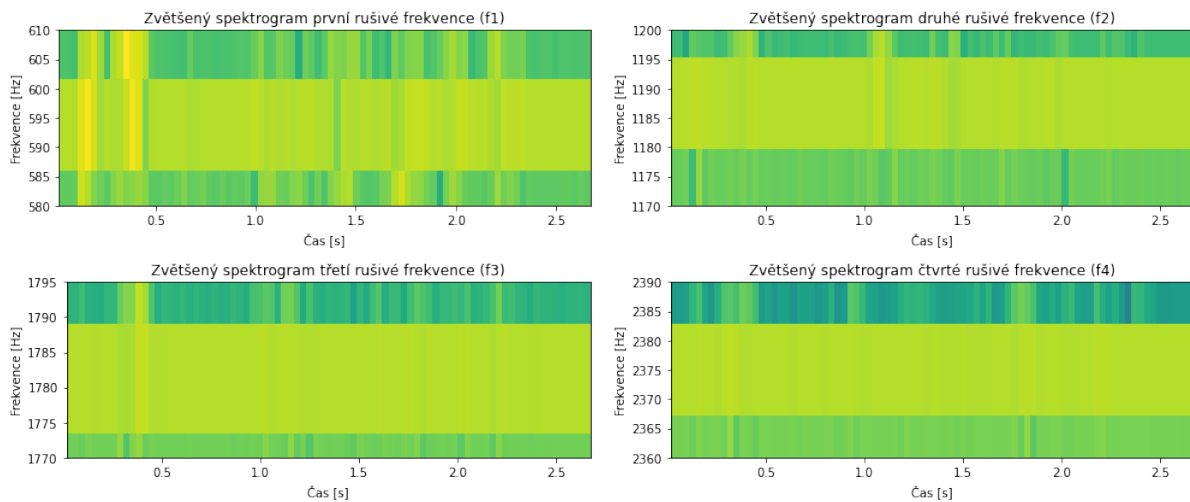 Zvětšený spektrogram první rušivé frekvence (f1)
Frekvence [Hz]
610
605
600
595
590
585
580
0.5 1.0 1.5 2.0 2.5
Čas [s]
Zvětšený spektrogram druhé rušivé frekvence (f2)
Frekvence [Hz]
1200
1195
1190
1185
1180
1175
1170
0.5 1.0 1.5 2.0 2.5
Čas [s]
Zvětšený spektrogram třetí rušivé frekvence (f3)
Frekvence [Hz]
1795
1790
1785
1780
1775
1770
0.5 1.0 1.5 2.0 2.5
Čas [s]
Zvětšený spektrogram čtvrté rušivé frekvence (f4)
Frekvence [Hz]
2390
2385
2380
2375
2370
2365
2360
0.5 1.0 1.5 2.0 2.5
Čas [s]